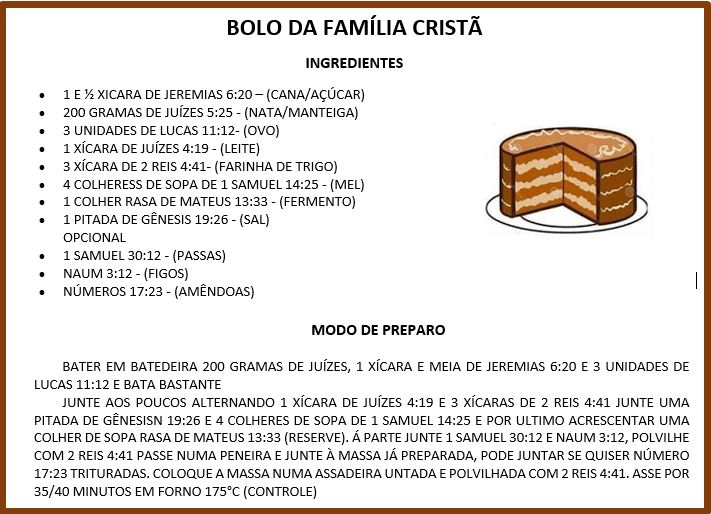 BOLO DA FAMÍLIA CRISTÃ
INGREDIENTES
• 1 E ½ XICARA DE JEREMIAS 6:20 – (CANA/AÇÚCAR)
• 200 GRAMAS DE JUÍZES 5:25 - (NATA/MANTEIGA)
• 3 UNIDADES DE LUCAS 11:12- (OVO)
• 1 XÍCARA DE JUÍZES 4:19 - (LEITE)
• 3 XÍCARA DE 2 REIS 4:41- (FARINHA DE TRIGO)
• 4 COLHERESS DE SOPA DE 1 SAMUEL 14:25 - (MEL)
• 1 COLHER RASA DE MATEUS 13:33 - (FERMENTO)
• 1 PITADA DE GÊNESIS 19:26 - (SAL)
OPCIONAL
• 1 SAMUEL 30:12 - (PASSAS)
• NAUM 3:12 - (FIGOS)
• NÚMEROS 17:23 - (AMÊNDOAS)
MODO DE PREPARO
BATER EM BATEDEIRA 200 GRAMAS DE JUÍZES, 1 XÍCARA E MEIA DE JEREMIAS 6:20 E 3 UNIDADES DE
LUCAS 11:12 E BATA BASTANTE
JUNTE AOS POUCOS ALTERNANDO 1 XÍCARA DE JUÍZES 4:19 E 3 XÍCARAS DE 2 REIS 4:41 JUNTE UMA
PITADA DE GÊNESISN 19:26 E 4 COLHERES DE SOPA DE 1 SAMUEL 14:25 E POR ULTIMO ACRESCENTAR UMA
COLHER DE SOPA RASA DE MATEUS 13:33 (RESERVE). Á PARTE JUNTE 1 SAMUEL 30:12 E NAUM 3:12, POLVILHE
COM 2 REIS 4:41 PASSE NUMA PENEIRA E JUNTE À MASSA JÁ PREPARADA, PODE JUNTAR SE QUISER NÚMERO
17:23 TRITURADAS. COLOQUE A MASSA NUMA ASSADEIRA UNTADA E POLVILHADA COM 2 REIS 4:41. ASSE POR
35/40 MINUTOS EM FORNO 175°C (CONTROLE)